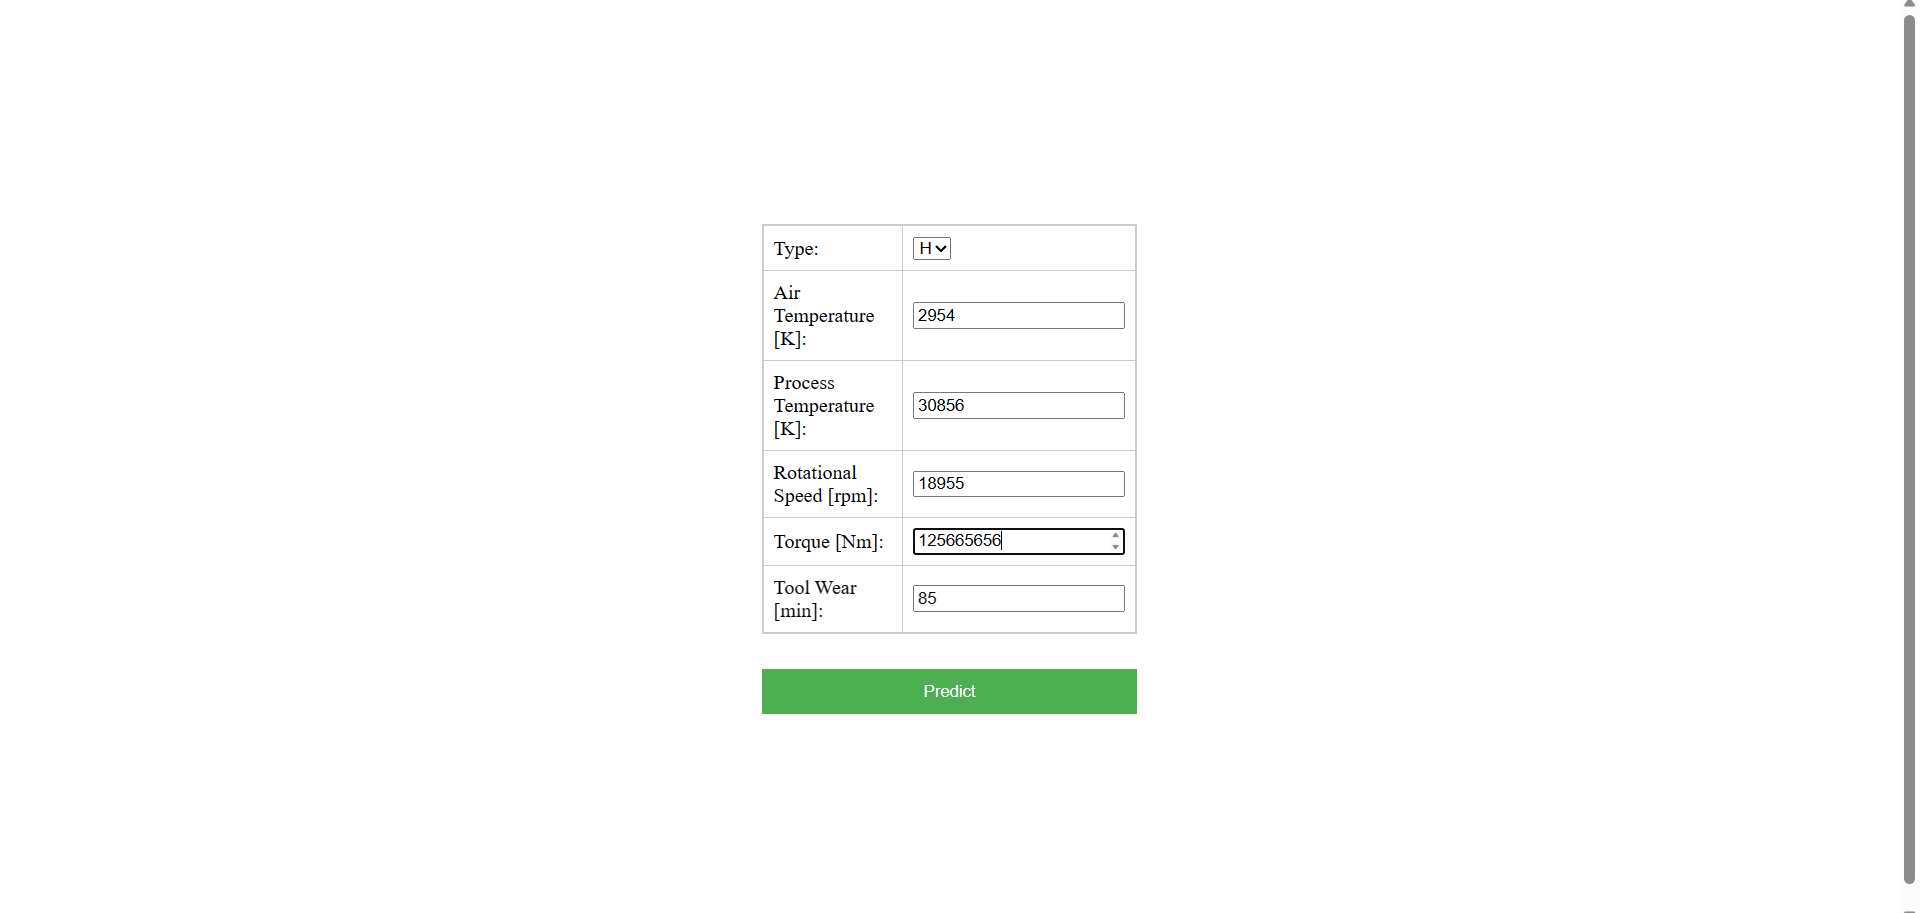 Type:
H
Air
Temperature
[K]:
2954
Process
Temperature
[K]:
30856
Rotational
Speed [rpm]:
18955
Torque [Nm]:
125665656
Tool Wear
[min]:
85
Predict